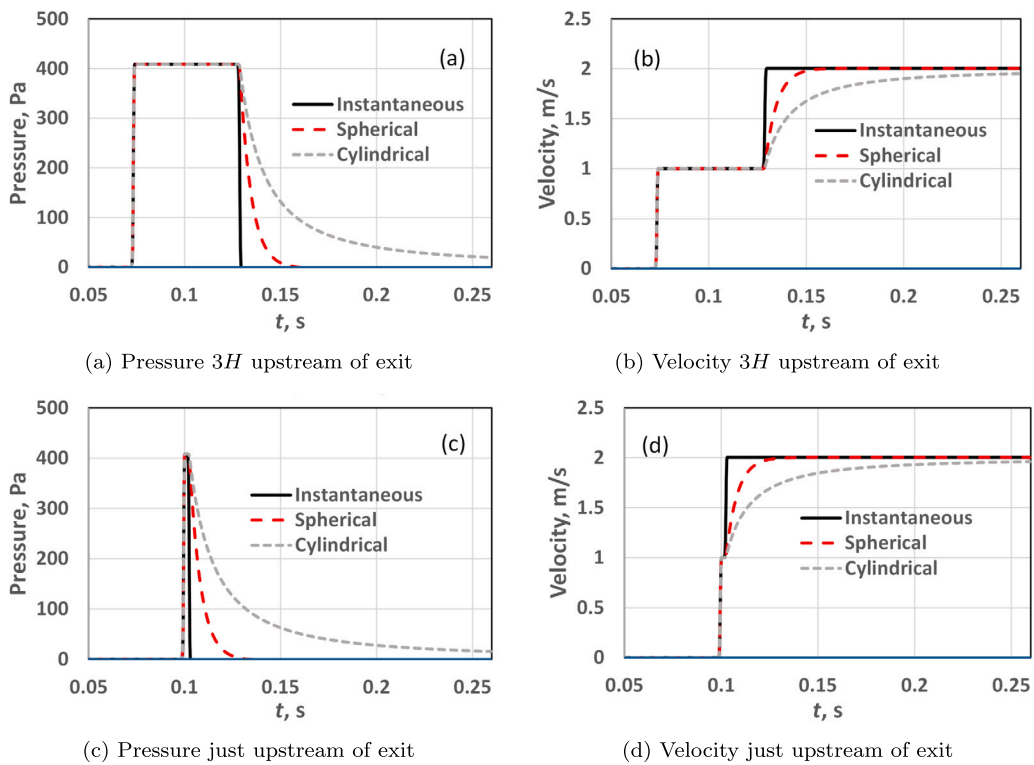 500
400
300
200
100
0
Pressure, Pa
(a)
Instantaneous
Spherical
Cylindrical
0.05 0.1 0.15 0.2 0.25
t, s
(a) Pressure 3H upstream of exit
2.5
2
1.5
1
0.5
0
Velocity, m/s
(b)
Instantaneous
Spherical
Cylindrical
0.05 0.1 0.15 0.2 0.25
t, s
(b) Velocity 3H upstream of exit
500
400
300
200
100
0
Pressure, Pa
(c)
Instantaneous
Spherical
Cylindrical
0.05 0.1 0.15 0.2 0.25
t, s
(c) Pressure just upstream of exit
2.5
2
1.5
1
0.5
0
Velocity, m/s
(d)
Instantaneous
Spherical
Cylindrical
0.05 0.1 0.15 0.2 0.25
t, s
(d) Velocity just upstream of exit